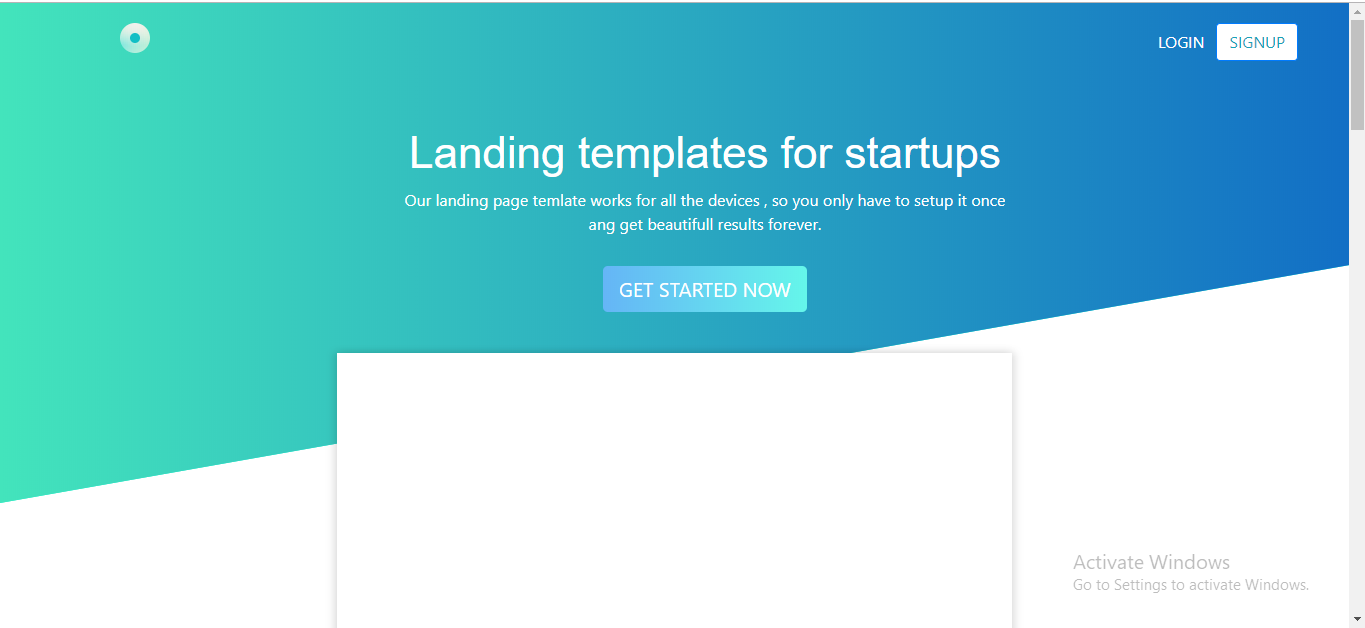 LOGIN SIGNUP
Landing templates for startups
Our landing page temlate works for all the devices , so you only have to setup it once
ang get beautifull results forever.
GET STARTED NOW
Activate Windows
Go to Settings to activate Windows.